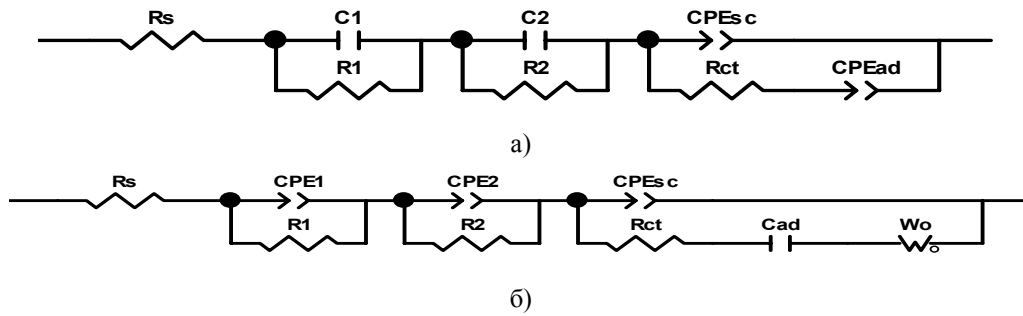 Rs C1 C2 CPEsc
R1 R2 Rct CPEad
а)
Rs CPE1 CPE2 CPEsc
R1 R2 Rct Cad Wo
б)